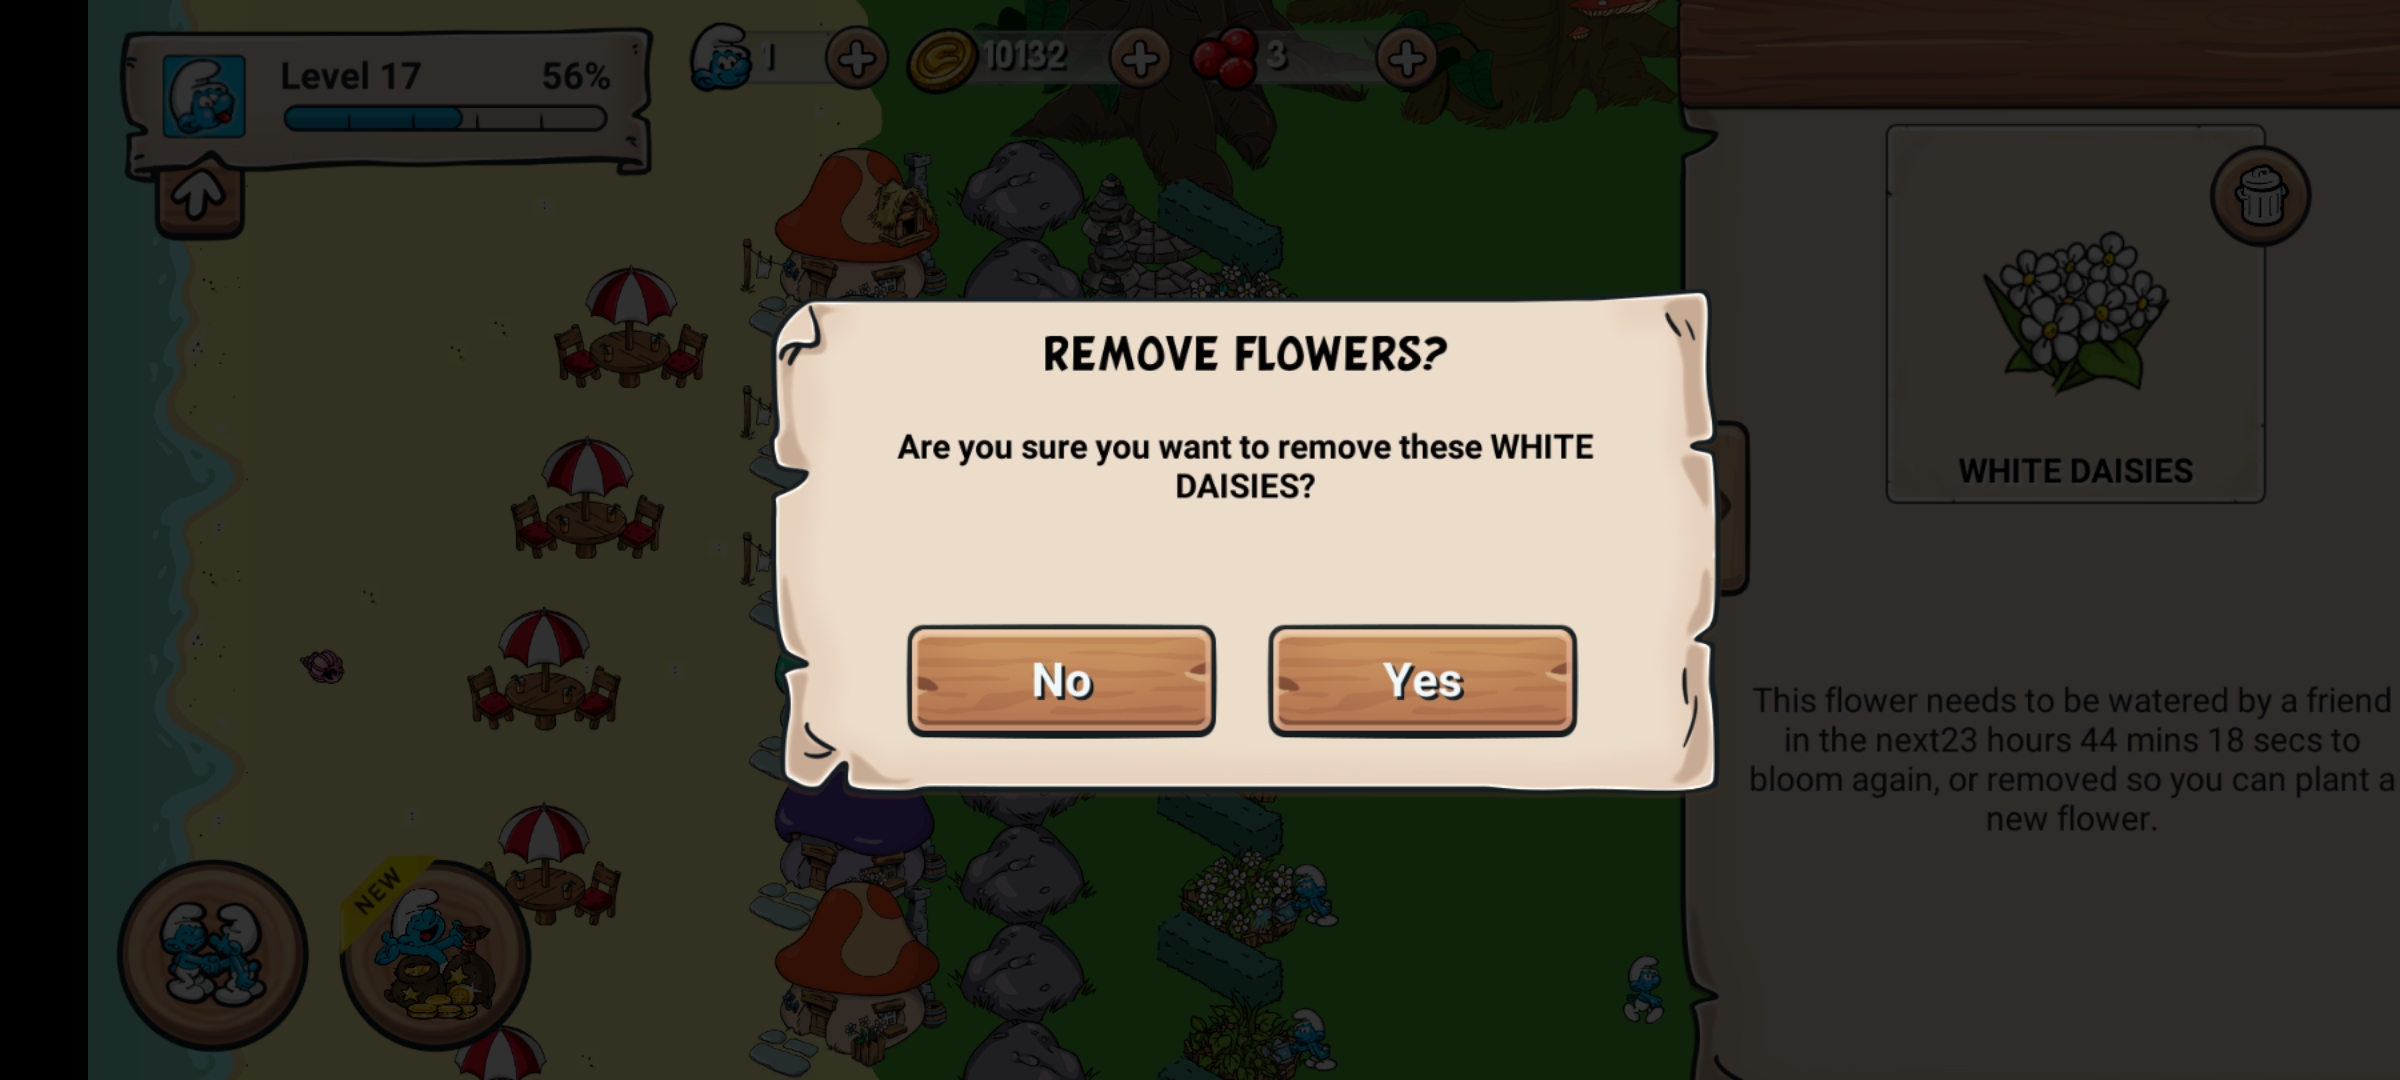 Level 17 56%
1
10132
3
REMOVE FLOWERS?
Are you sure you want to remove these WHITE
DAISIES?
No
Yes
WHITE DAISIES
This flower needs to be watered by a friend
in the next23 hours 44 mins 18 secs to
bloom again, or removed so you can plant a
new flower.
NEW